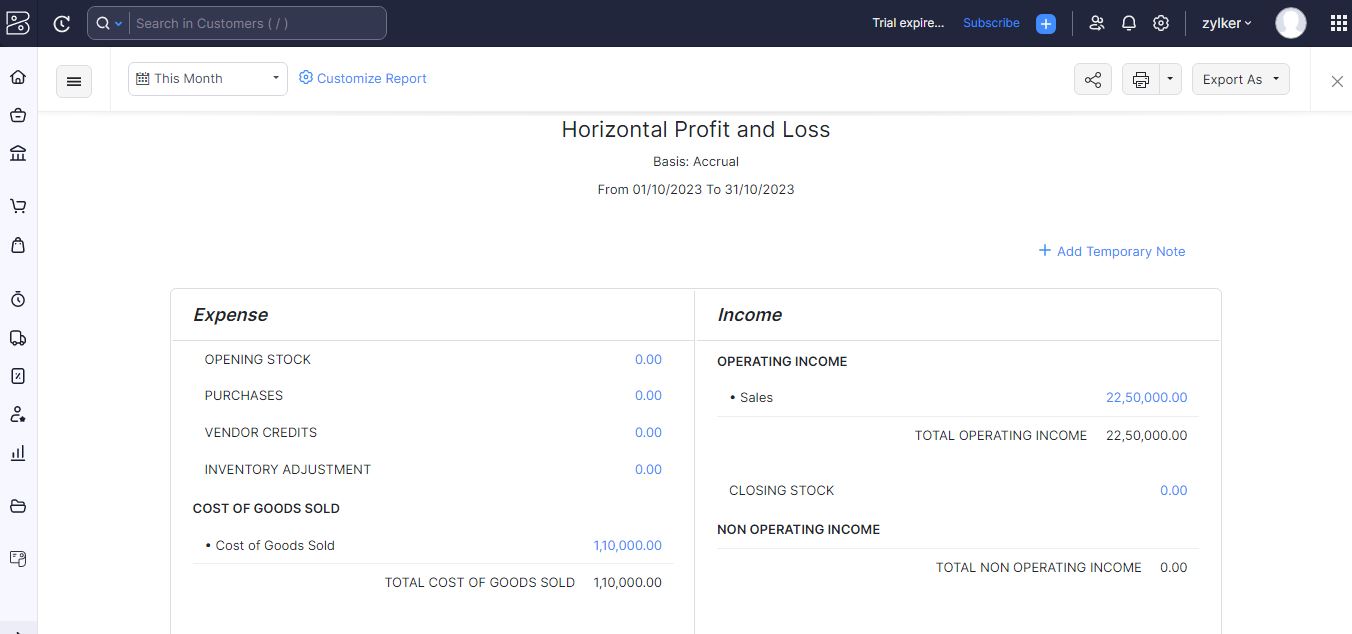 Search in Customers ( / )
Trial expire...
Subscribe
zylker
This Month
Customize Report
Export As
Horizontal Profit and Loss
Basis: Accrual
From 01/10/2023 To 31/10/2023
+ Add Temporary Note
Expense
OPENING STOCK 0.00
PURCHASES 0.00
VENDOR CREDITS 0.00
INVENTORY ADJUSTMENT 0.00
COST OF GOODS SOLD
• Cost of Goods Sold 1,10,000.00
TOTAL COST OF GOODS SOLD 1,10,000.00
Income
OPERATING INCOME
• Sales 22,50,000.00
TOTAL OPERATING INCOME 22,50,000.00
CLOSING STOCK 0.00
NON OPERATING INCOME
TOTAL NON OPERATING INCOME 0.00